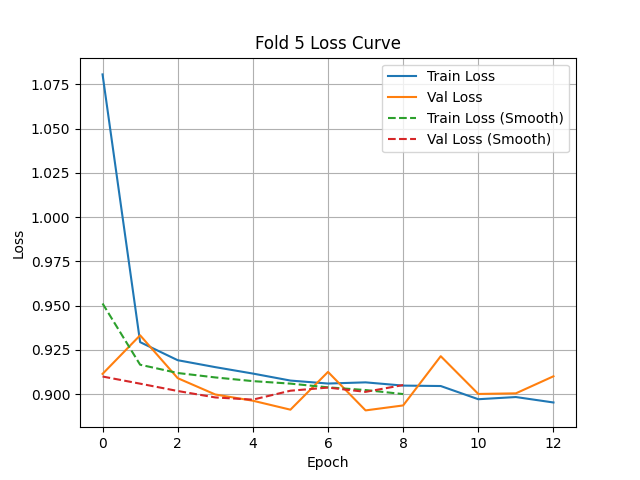 Fold 5 Loss Curve
Train Loss
Val Loss
Train Loss (Smooth)
Val Loss (Smooth)
Loss
1.075
1.050
1.025
1.000
0.975
0.950
0.925
0.900
0 2 4 6 8 10 12
Epoch